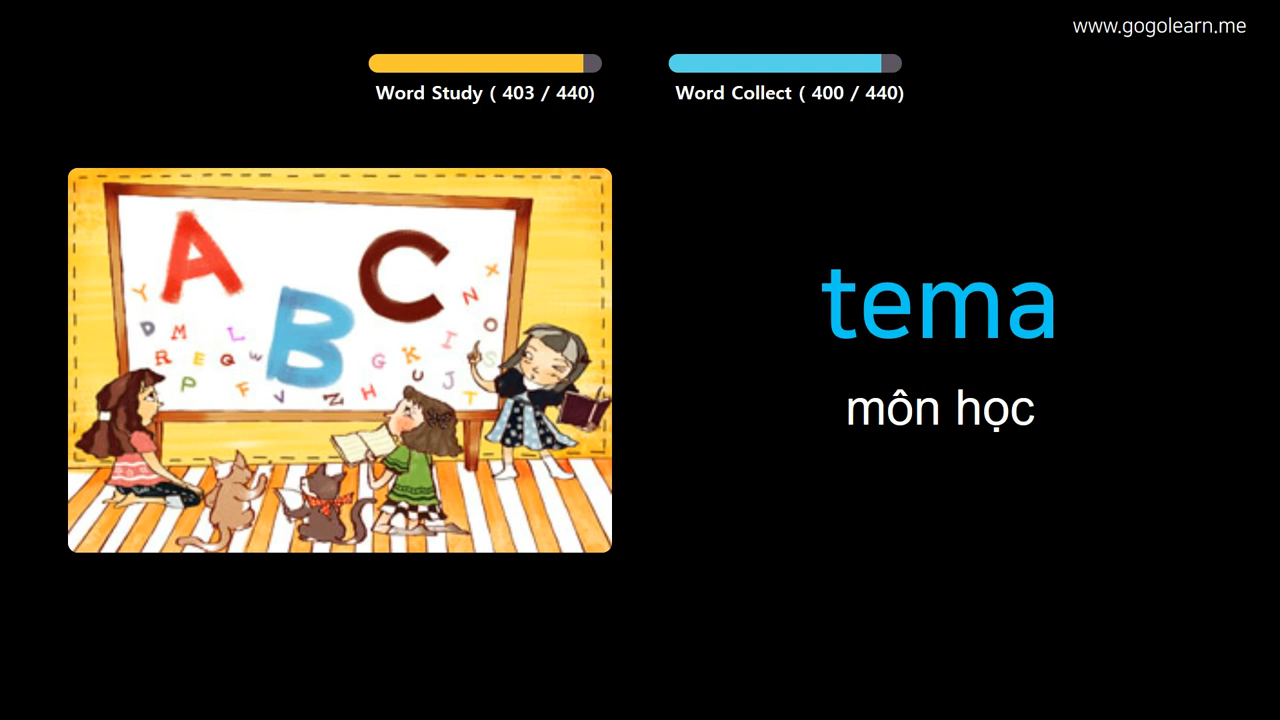 www.gogolearn.me
Word Study ( 403 / 440)
Word Collect ( 400 / 440)
A
B
C
Y
X
N
D
M
L
O
I
R
E
Q
W
G
K
S
P
F
U
J
V
Z
H
T
tema
môn học